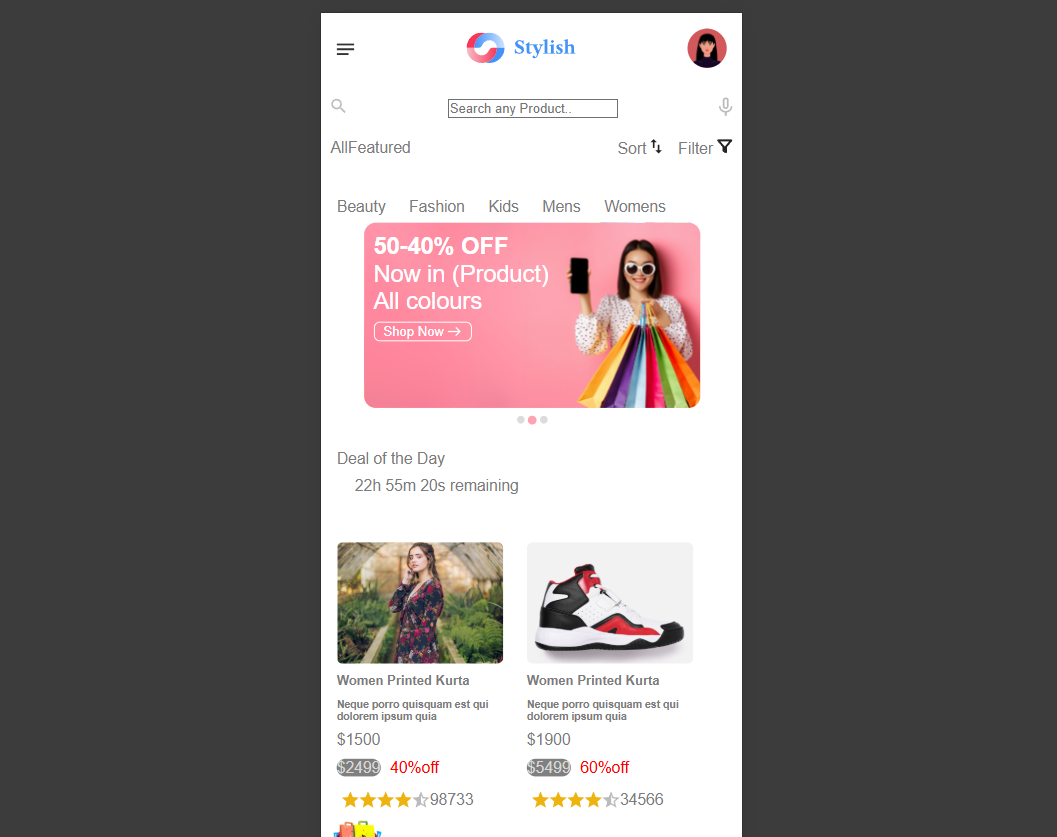 Stylish
Search any Product..
AllFeatured
Sort
Filter
Beauty Fashion Kids Mens Womens
50-40% OFF
Now in (Product)
All colours
Shop Now →
Deal of the Day
22h 55m 20s remaining
Women Printed Kurta
Neque porro quisquam est qui
dolorem ipsum quia
$1500
$2499 40%off
98733
Women Printed Kurta
Neque porro quisquam est qui
dolorem ipsum quia
$1900
$5499 60%off
34566